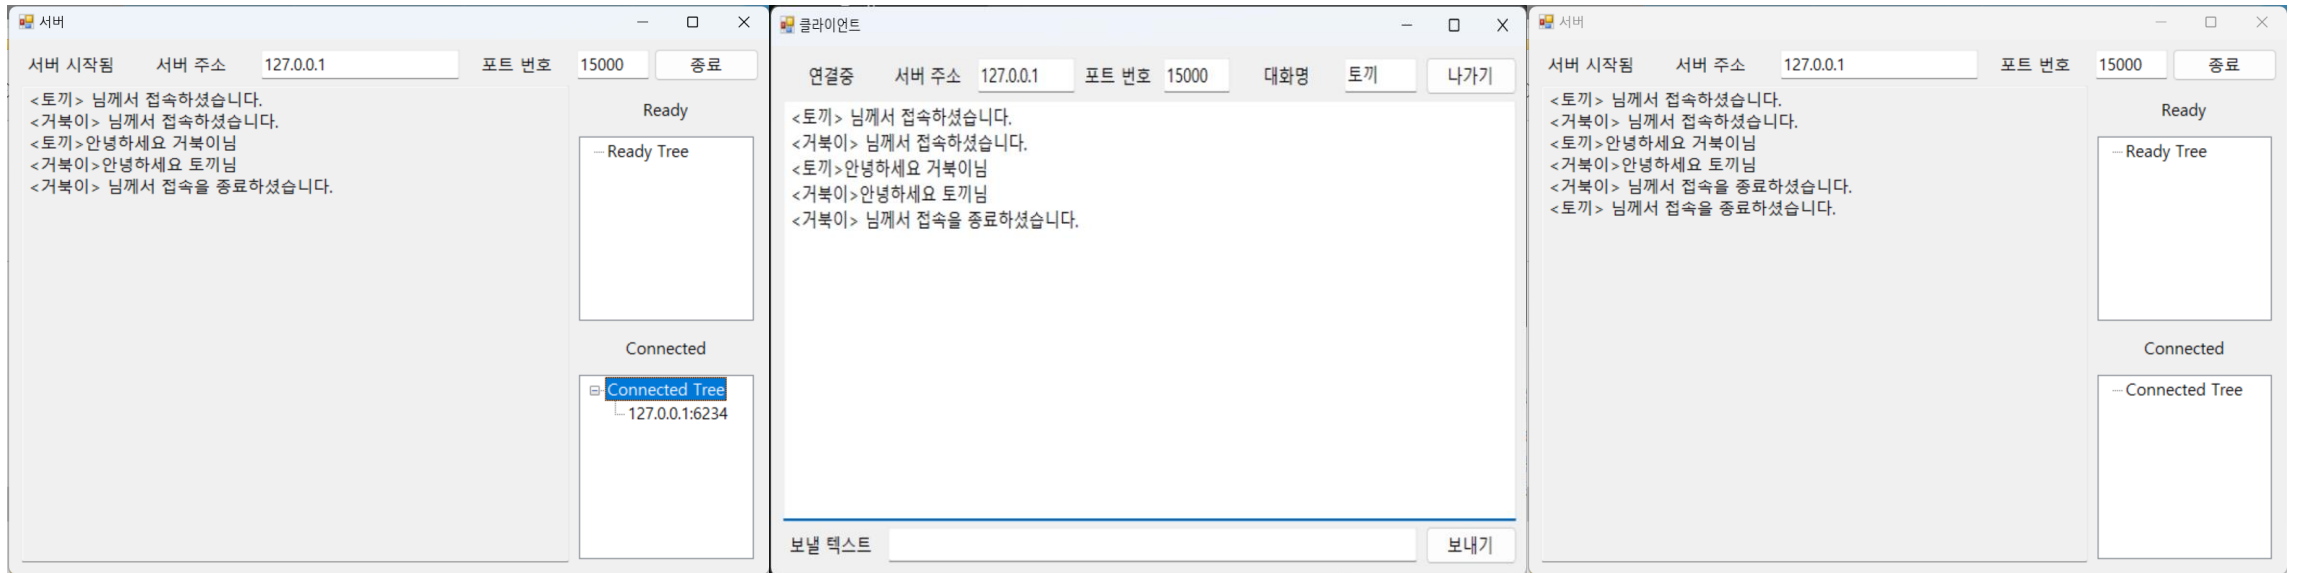 서버
서버 시작됨 서버 주소 127.0.0.1 포트 번호 15000 종료
<토끼> 님께서 접속하셨습니다.
<거북이> 님께서 접속하셨습니다.
<토끼>안녕하세요 거북이님
<거북이>안녕하세요 토끼님
<거북이> 님께서 접속을 종료하셨습니다.
Ready
Ready Tree
Connected
Connected Tree
127.0.0.1:6234
클라이언트
연결중 서버 주소 127.0.0.1 포트 번호 15000 대화명 토끼 나가기
<토끼> 님께서 접속하셨습니다.
<거북이> 님께서 접속하셨습니다.
<토끼>안녕하세요 거북이님
<거북이>안녕하세요 토끼님
<거북이> 님께서 접속을 종료하셨습니다.
보낼 텍스트 보내기
서버
서버 시작됨 서버 주소 127.0.0.1 포트 번호 15000 종료
<토끼> 님께서 접속하셨습니다.
<거북이> 님께서 접속하셨습니다.
<토끼>안녕하세요 거북이님
<거북이>안녕하세요 토끼님
<거북이> 님께서 접속을 종료하셨습니다.
<토끼> 님께서 접속을 종료하셨습니다.
Ready
Ready Tree
Connected
Connected Tree